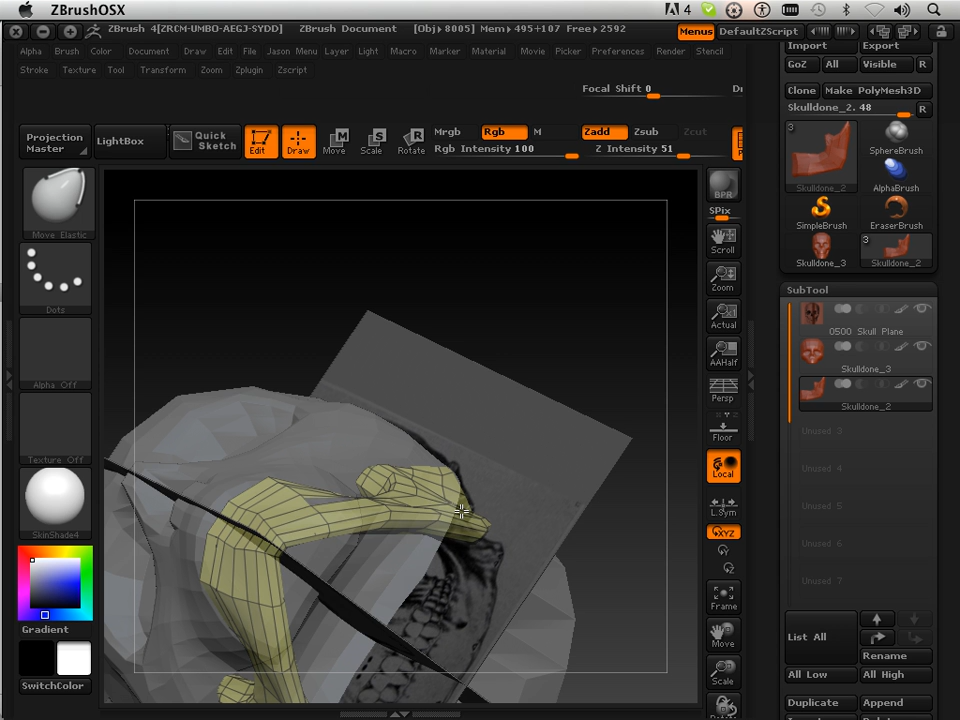 ZBrushOSX
4
ZBrush 4[ZRCM-UMBO-AEGJ-SYDD] ZBrush Document [Obj▸8005] Mem▸495+107 Free▸2592
Menus DefaultZScript
Alpha Brush Color Document Draw Edit File Jason Menu Layer Light Macro Marker Material Movie Picker Preferences Render Stencil
Stroke Texture Tool Transform Zoom Zplugin Zscript
Import Export
GoZ All Visible R
Clone Make PolyMesh3D
Skulldone_2. 48 R
Focal Shift 0
Projection Master
LightBox
Quick Sketch
Edit Draw Move Scale Rotate
Mrgb Rgb M Zadd Zsub Zcut
Rgb Intensity 100 Z Intensity 51
3
Skulldone_2
SphereBrush
AlphaBrush
SimpleBrush EraserBrush
3
Skulldone_3 Skulldone_2
Move Elastic
Dots
Alpha Off
Texture Off
SkinShade4
Gradient
SwitchColor
BPR
SPix
Scroll
Zoom
Actual
AAHalf
Persp
Floor
Local
L.Sym
XYZ
Frame
Move
Scale
SubTool
0500 Skull Plane
Skulldone_3
Skulldone_2
Unused 3
Unused 4
Unused 5
Unused 6
Unused 7
List All
Rename
All Low All High
Duplicate Append